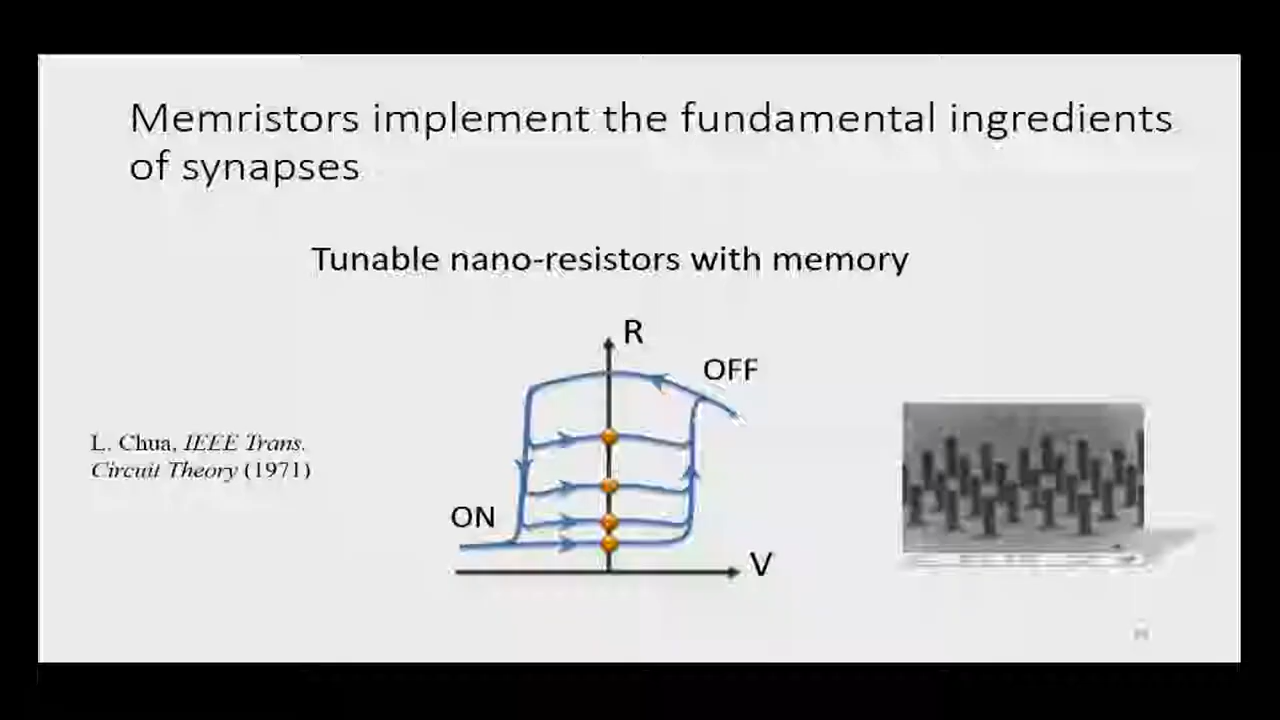 Memristors implement the fundamental ingredients
of synapses
Tunable nano-resistors with memory
R
OFF
L. Chua, IEEE Trans.
Circuit Theory (1971)
ON
V